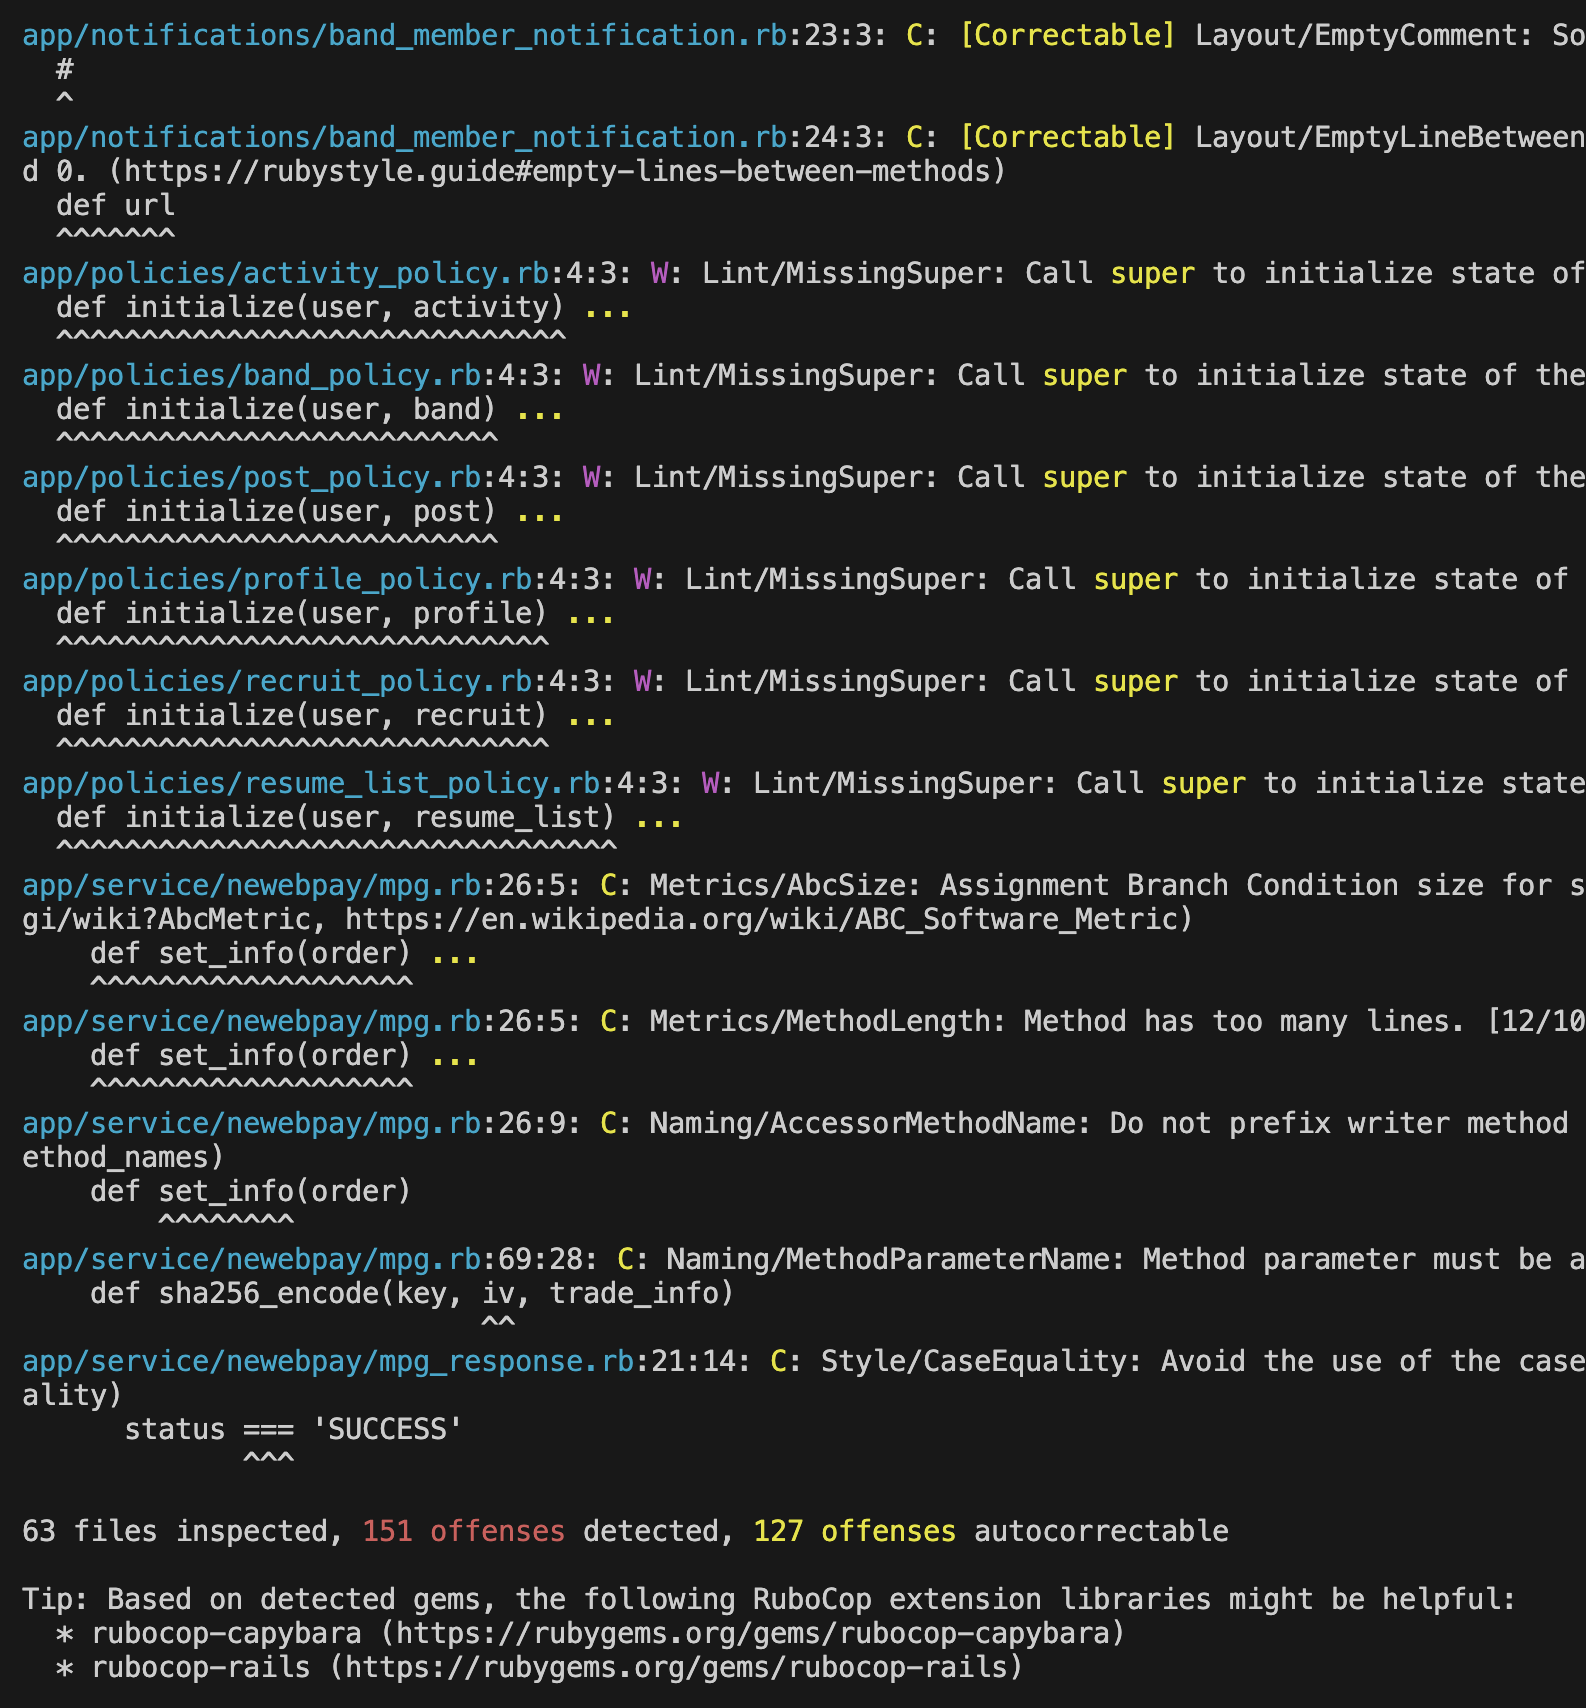 app/notifications/band_member_notification.rb:23:3: C: [Correctable] Layout/EmptyComment: So
  #
  ^
app/notifications/band_member_notification.rb:24:3: C: [Correctable] Layout/EmptyLineBetween
d 0. (https://rubystyle.guide#empty-lines-between-methods)
  def url
  ^^^^^^^
app/policies/activity_policy.rb:4:3: W: Lint/MissingSuper: Call super to initialize state of
  def initialize(user, activity) ...
  ^^^^^^^^^^^^^^^^^^^^^^^^^^^^^^
app/policies/band_policy.rb:4:3: W: Lint/MissingSuper: Call super to initialize state of the
  def initialize(user, band) ...
  ^^^^^^^^^^^^^^^^^^^^^^^^^^
app/policies/post_policy.rb:4:3: W: Lint/MissingSuper: Call super to initialize state of the
  def initialize(user, post) ...
  ^^^^^^^^^^^^^^^^^^^^^^^^^^
app/policies/profile_policy.rb:4:3: W: Lint/MissingSuper: Call super to initialize state of
  def initialize(user, profile) ...
  ^^^^^^^^^^^^^^^^^^^^^^^^^^^^^
app/policies/recruit_policy.rb:4:3: W: Lint/MissingSuper: Call super to initialize state of
  def initialize(user, recruit) ...
  ^^^^^^^^^^^^^^^^^^^^^^^^^^^^^
app/policies/resume_list_policy.rb:4:3: W: Lint/MissingSuper: Call super to initialize state
  def initialize(user, resume_list) ...
  ^^^^^^^^^^^^^^^^^^^^^^^^^^^^^^^^^
app/service/newebpay/mpg.rb:26:5: C: Metrics/AbcSize: Assignment Branch Condition size for s
gi/wiki?AbcMetric, https://en.wikipedia.org/wiki/ABC_Software_Metric)
    def set_info(order) ...
    ^^^^^^^^^^^^^^^^^^^
app/service/newebpay/mpg.rb:26:5: C: Metrics/MethodLength: Method has too many lines. [12/10
    def set_info(order) ...
    ^^^^^^^^^^^^^^^^^^^
app/service/newebpay/mpg.rb:26:9: C: Naming/AccessorMethodName: Do not prefix writer method
ethod_names)
    def set_info(order)
        ^^^^^^^^
app/service/newebpay/mpg.rb:69:28: C: Naming/MethodParameterName: Method parameter must be a
    def sha256_encode(key, iv, trade_info)
                           ^^
app/service/newebpay/mpg_response.rb:21:14: C: Style/CaseEquality: Avoid the use of the case
ality)
      status === 'SUCCESS'
             ^^^
63 files inspected, 151 offenses detected, 127 offenses autocorrectable
Tip: Based on detected gems, the following RuboCop extension libraries might be helpful:
  * rubocop-capybara (https://rubygems.org/gems/rubocop-capybara)
  * rubocop-rails (https://rubygems.org/gems/rubocop-rails)